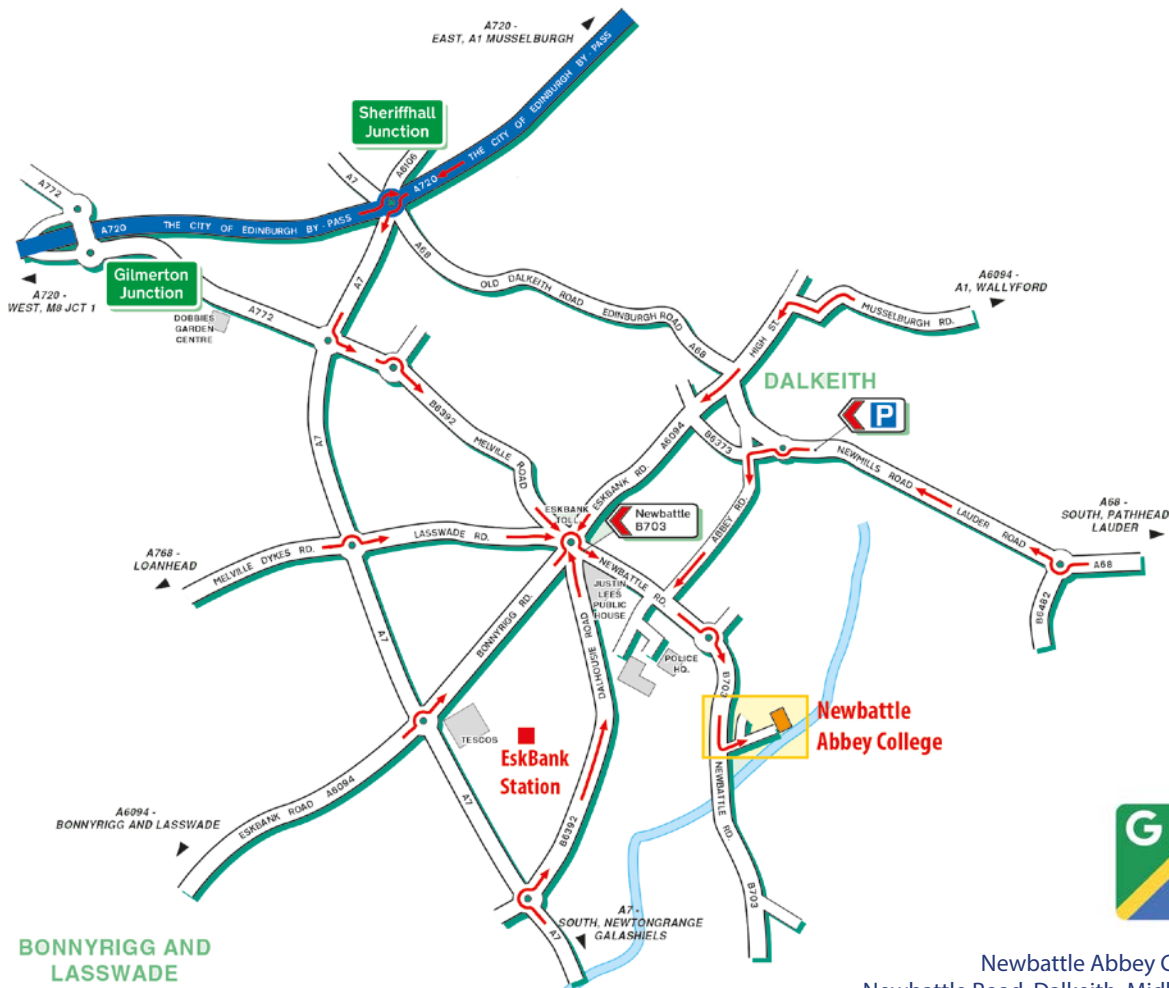 A720 -
EAST, A1 MUSSELBURGH
THE CITY OF EDINBURGH BY - PASS
Sheriffhall
Junction
A7
A6106
A720
A772
A720
THE CITY OF EDINBURGH BY - PASS
A720 -
WEST, M8 JCT 1
Gilmerton
Junction
DOBBIES
GARDEN
CENTRE
A772
A7
A68
OLD DALKEITH ROAD
EDINBURGH ROAD
A68
A6094 -
A1, WALLYFORD
MUSSELBURGH RD.
HIGH ST.
DALKEITH
P
B6392
MELVILLE
ROAD
A6094
ESKBANK RD.
B6373
NEWMILLS ROAD
LAUDER ROAD
A68 -
SOUTH, PATHHEAD
LAUDER
A68
B6482
A7
ESKBANK
TOLL
Newbattle
B703
ABBEY RD.
A768 -
LOANHEAD
MELVILLE DYKES RD.
LASSWADE RD.
NEWBATTLE RD.
JUSTIN
LEES
PUBLIC
HOUSE
POLICE
HQ.
A7
BONNYRIGG RD.
DALHOUSIE ROAD
B703
Newbattle
Abbey College
TESCOS
EskBank
Station
NEWBATTLE RD.
A6094 -
BONNYRIGG AND LASSWADE
ESKBANK ROAD A6094
A7
B6392
B703
G
A7 -
SOUTH, NEWTONGRANGE
GALASHIELS
A7
BONNYRIGG AND
LASSWADE
Newbattle Abbey C
Newbattle Road, Dalkeith, Midl